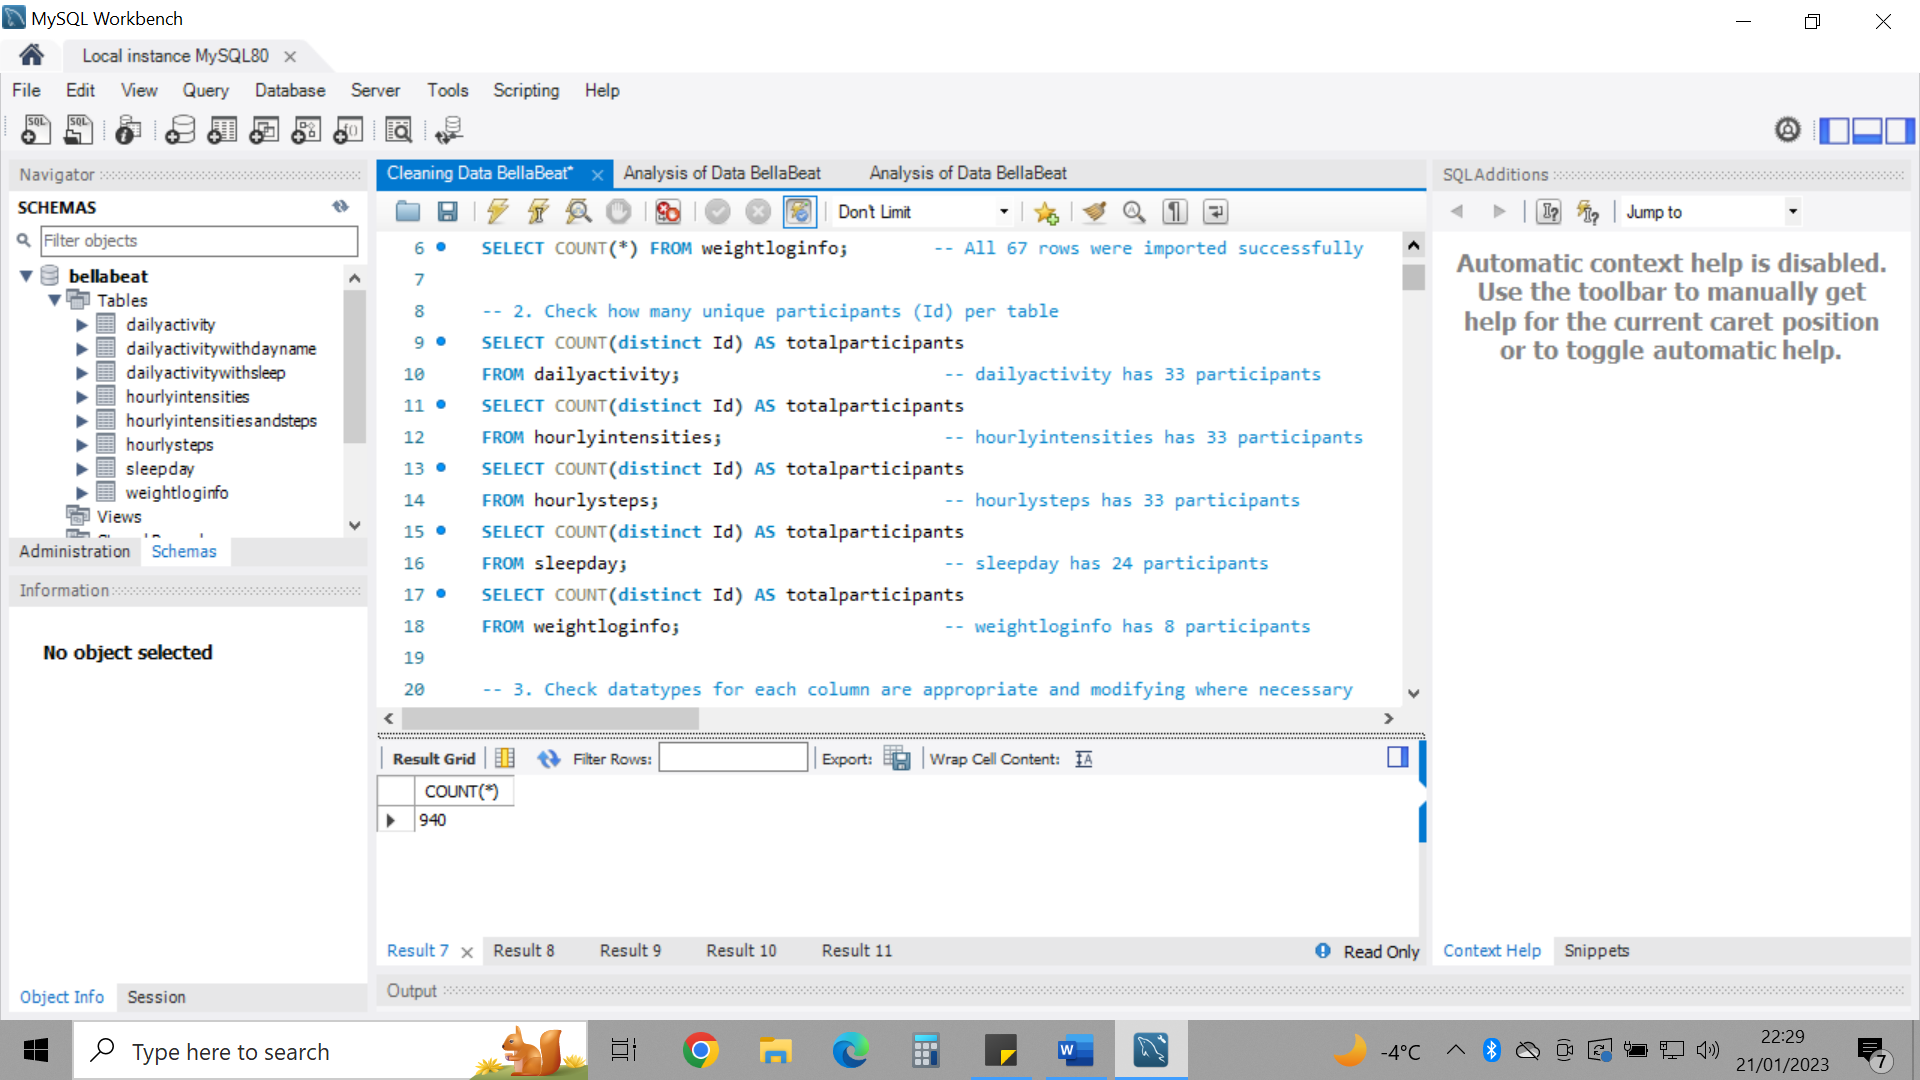 MySQL Workbench
Local instance MySQL80
File Edit View Query Database Server Tools Scripting Help
Navigator
SCHEMAS
Filter objects
bellabeat
Tables
dailyactivity
dailyactivitywithdayname
dailyactivitywithsleep
hourlyintensities
hourlyintensitiesandsteps
hourlysteps
sleepday
weightloginfo
Views
Administration Schemas
Information
No object selected
Object Info Session
Cleaning Data BellaBeat* Analysis of Data BellaBeat Analysis of Data BellaBeat
Don't Limit
6 SELECT COUNT(*) FROM weightloginfo; -- All 67 rows were imported successfully
7
8 -- 2. Check how many unique participants (Id) per table
9 SELECT COUNT(distinct Id) AS totalparticipants
10 FROM dailyactivity; -- dailyactivity has 33 participants
11 SELECT COUNT(distinct Id) AS totalparticipants
12 FROM hourlyintensities; -- hourlyintensities has 33 participants
13 SELECT COUNT(distinct Id) AS totalparticipants
14 FROM hourlysteps; -- hourlysteps has 33 participants
15 SELECT COUNT(distinct Id) AS totalparticipants
16 FROM sleepday; -- sleepday has 24 participants
17 SELECT COUNT(distinct Id) AS totalparticipants
18 FROM weightloginfo; -- weightloginfo has 8 participants
19
20 -- 3. Check datatypes for each column are appropriate and modifying where necessary
Result Grid Filter Rows: Export: Wrap Cell Content:
COUNT(*)
940
Result 7 Result 8 Result 9 Result 10 Result 11 Read Only
Output
SQLAdditions
Jump to
Automatic context help is disabled.
Use the toolbar to manually get
help for the current caret position
or to toggle automatic help.
Context Help Snippets
Type here to search
-4°C
22:29
21/01/2023
7